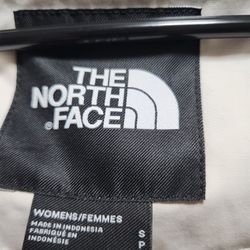 THE
NORTH
FACE
®
WOMENS/FEMMES
MADE IN INDONESIA
FABRIQUÉ EN
INDONÉSIE
S
P